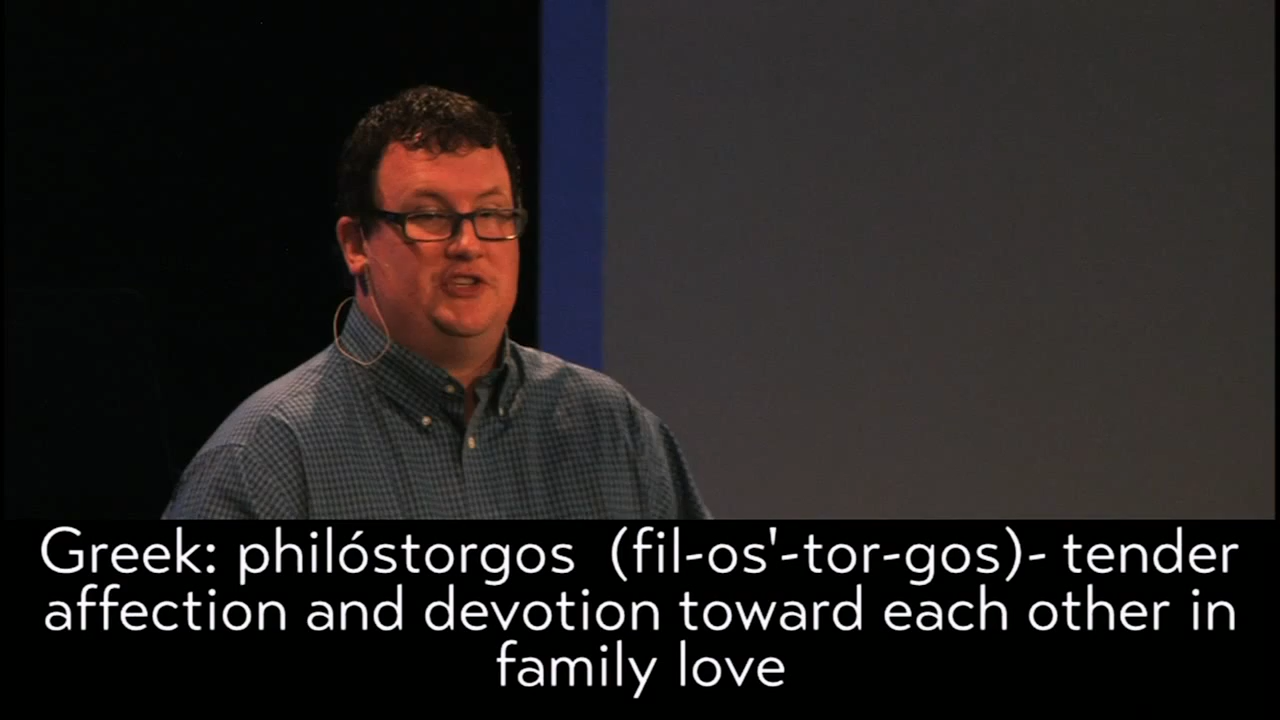 Greek: philóstorgos (fil-os'-tor-gos)- tender
affection and devotion toward each other in
family love